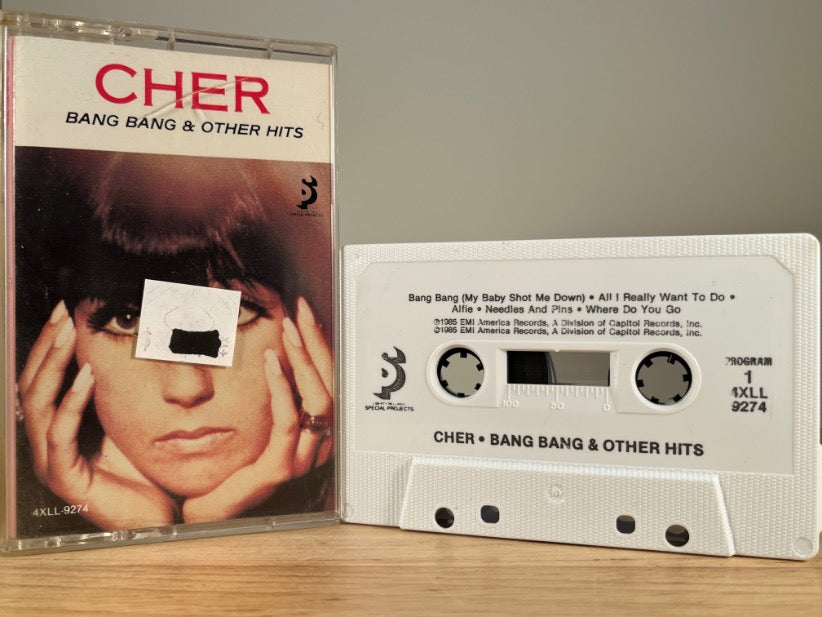 CHER
BANG BANG & OTHER HITS
SPECIAL PROJECTS
4XLL-9274
Bang Bang (My Baby Shot Me Down) • All I Really Want To Do •
Alfie • Needles And Pins • Where Do You Go
℗1985 EMI America Records, A Division of Capitol Records, Inc.
©1985 EMI America Records, A Division of Capitol Records, Inc.
PROGRAM
1
4XLL
9274
SPECIAL PROJECTS
100 50 0
CHER • BANG BANG & OTHER HITS